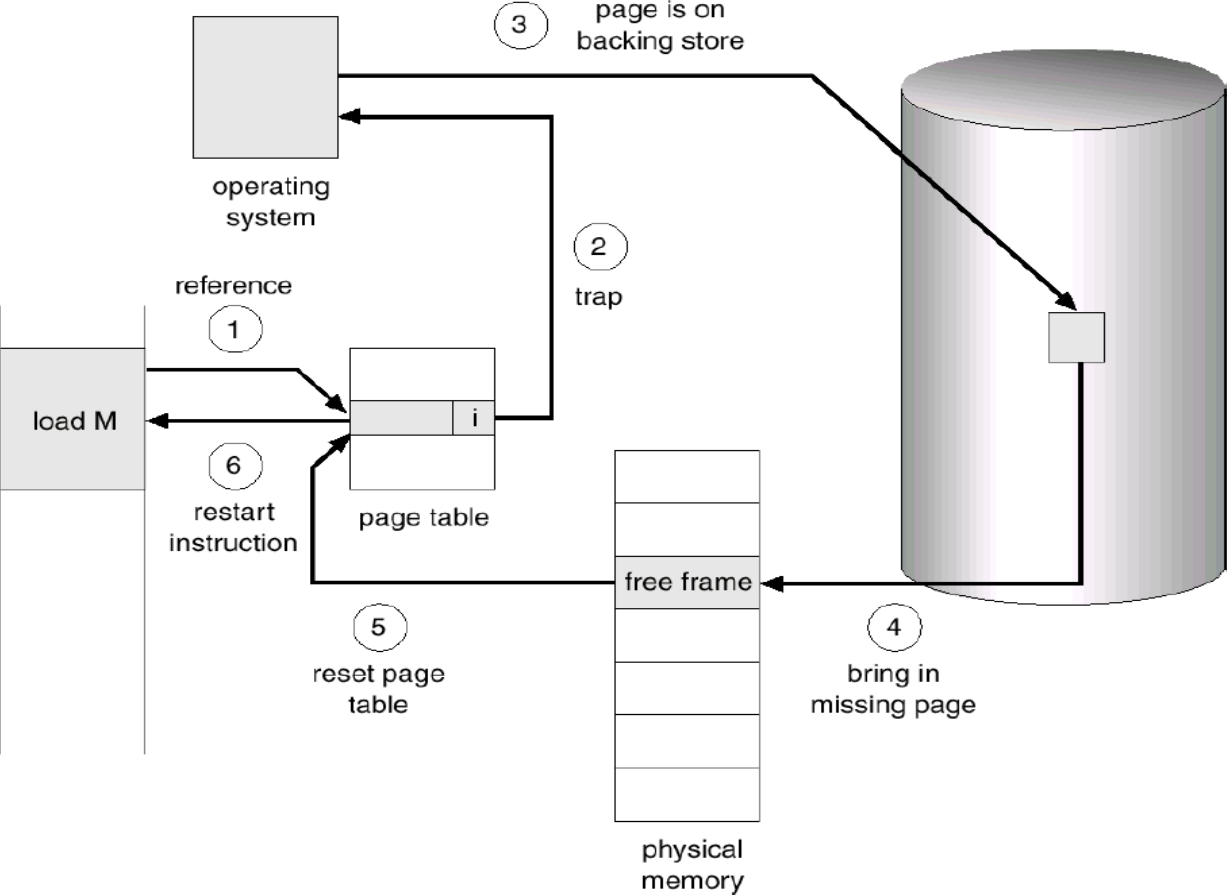 3
page is on
backing store
operating
system
2
trap
reference
1
load M
i
6
restart
instruction
page table
free frame
5
reset page
table
4
bring in
missing page
physical
memory